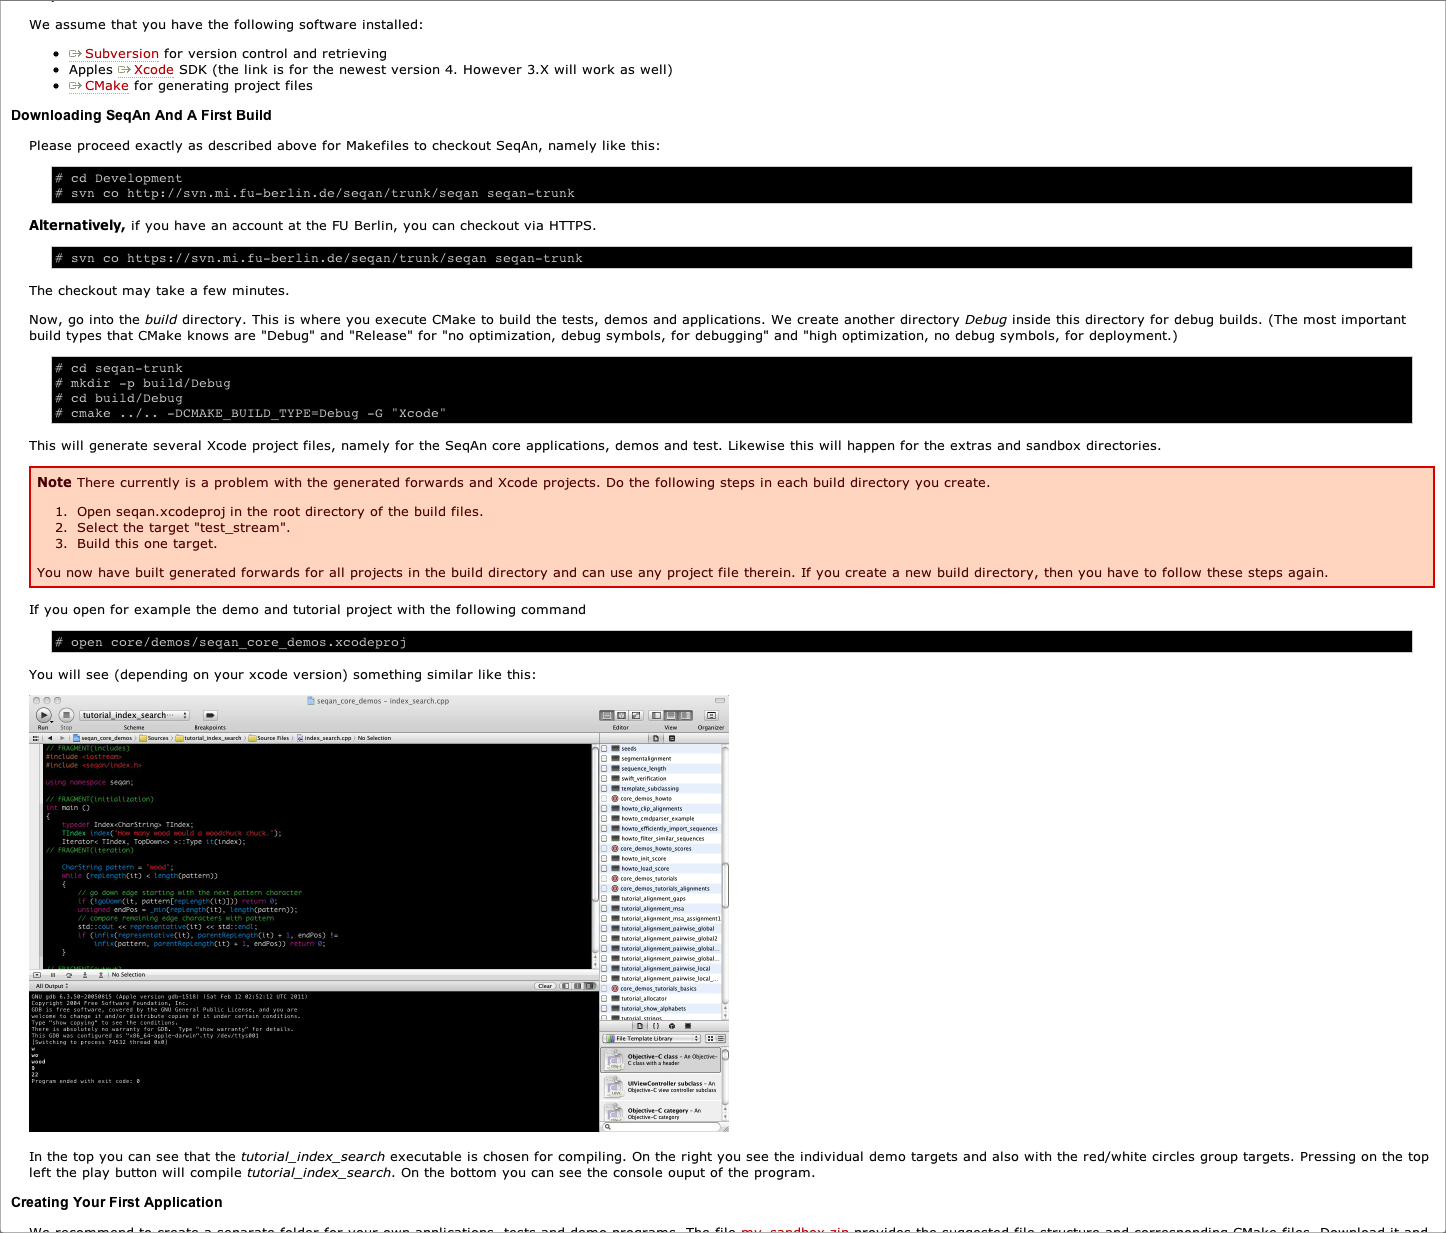 We assume that you have the following software installed:
Subversion for version control and retrieving
Apples Xcode SDK (the link is for the newest version 4. However 3.X will work as well)
CMake for generating project files
Downloading SeqAn And A First Build
Please proceed exactly as described above for Makefiles to checkout SeqAn, namely like this:
# cd Development
# svn co http://svn.mi.fu-berlin.de/seqan/trunk/seqan seqan-trunk
Alternatively, if you have an account at the FU Berlin, you can checkout via HTTPS.
# svn co https://svn.mi.fu-berlin.de/seqan/trunk/seqan seqan-trunk
The checkout may take a few minutes.
Now, go into the build directory. This is where you execute CMake to build the tests, demos and applications. We create another directory Debug inside this directory for debug builds. (The most important
build types that CMake knows are "Debug" and "Release" for "no optimization, debug symbols, for debugging" and "high optimization, no debug symbols, for deployment.)
# cd seqan-trunk
# mkdir -p build/Debug
# cd build/Debug
# cmake ../.. -DCMAKE_BUILD_TYPE=Debug -G "Xcode"
This will generate several Xcode project files, namely for the SeqAn core applications, demos and test. Likewise this will happen for the extras and sandbox directories.
Note There currently is a problem with the generated forwards and Xcode projects. Do the following steps in each build directory you create.
1. Open seqan.xcodeproj in the root directory of the build files.
2. Select the target "test_stream".
3. Build this one target.
You now have built generated forwards for all projects in the build directory and can use any project file therein. If you create a new build directory, then you have to follow these steps again.
If you open for example the demo and tutorial project with the following command
# open core/demos/seqan_core_demos.xcodeproj
You will see (depending on your xcode version) something similar like this:
seqan_core_demos - index_search.cpp
tutorial_index_search···
Run Stop Scheme Breakpoints Editor View Organizer
seqan_core_demos Sources tutorial_index_search Source Files index_search.cpp No Selection
// FRAGMENT(includes)
#include <iostream>
#include <seqan/index.h>
using namespace seqan;
// FRAGMENT(initialization)
int main ()
{
typedef Index<CharString> TIndex;
TIndex index("How many wood would a woodchuck chuck.");
Iterator< TIndex, TopDown<> >::Type it(index);
// FRAGMENT(iteration)
CharString pattern = "wood";
while (repLength(it) < length(pattern))
{
// go down edge starting with the next pattern character
if (!goDown(it, pattern[repLength(it)])) return 0;
unsigned endPos = _min(repLength(it), length(pattern));
// compare remaining edge characters with pattern
std::cout << representative(it) << std::endl;
if (infix(representative(it), parentRepLength(it) + 1, endPos) !=
infix(pattern, parentRepLength(it) + 1, endPos)) return 0;
}
No Selection
All Output Clear
GNU gdb 6.3.50-20050815 (Apple version gdb-1518) (Sat Feb 12 02:52:12 UTC 2011)
Copyright 2004 Free Software Foundation, Inc.
GDB is free software, covered by the GNU General Public License, and you are
welcome to change it and/or distribute copies of it under certain conditions.
Type "show copying" to see the conditions.
There is absolutely no warranty for GDB. Type "show warranty" for details.
This GDB was configured as "x86_64-apple-darwin".tty /dev/ttys001
[Switching to process 74532 thread 0x0]
w
wo
wood
9
22
Program ended with exit code: 0
seeds
segmentalignment
sequence_length
swift_verification
template_subclassing
core_demos_howto
howto_clip_alignments
howto_cmdparser_example
howto_efficiently_import_sequences
howto_filter_similar_sequences
core_demos_howto_scores
howto_init_score
howto_load_score
core_demos_tutorials
core_demos_tutorials_alignments
tutorial_alignment_gaps
tutorial_alignment_msa
tutorial_alignment_msa_assignment1
tutorial_alignment_pairwise_global
tutorial_alignment_pairwise_global2
tutorial_alignment_pairwise_global...
tutorial_alignment_pairwise_global...
tutorial_alignment_pairwise_local
tutorial_alignment_pairwise_local_...
core_demos_tutorials_basics
tutorial_allocator
tutorial_show_alphabets
tutorial_strings
File Template Library
Objective-C class - An Objective-
C class with a header
UIViewController subclass - An
Objective-C view controller subclass
Objective-C category - An
Objective-C category
In the top you can see that the tutorial_index_search executable is chosen for compiling. On the right you see the individual demo targets and also with the red/white circles group targets. Pressing on the top
left the play button will compile tutorial_index_search. On the bottom you can see the console ouput of the program.
Creating Your First Application
We recommend to create a separate folder for your own applications, tests and demo programs. The file my_sandbox.zip provides the suggested file structure and corresponding CMake files. Download it and